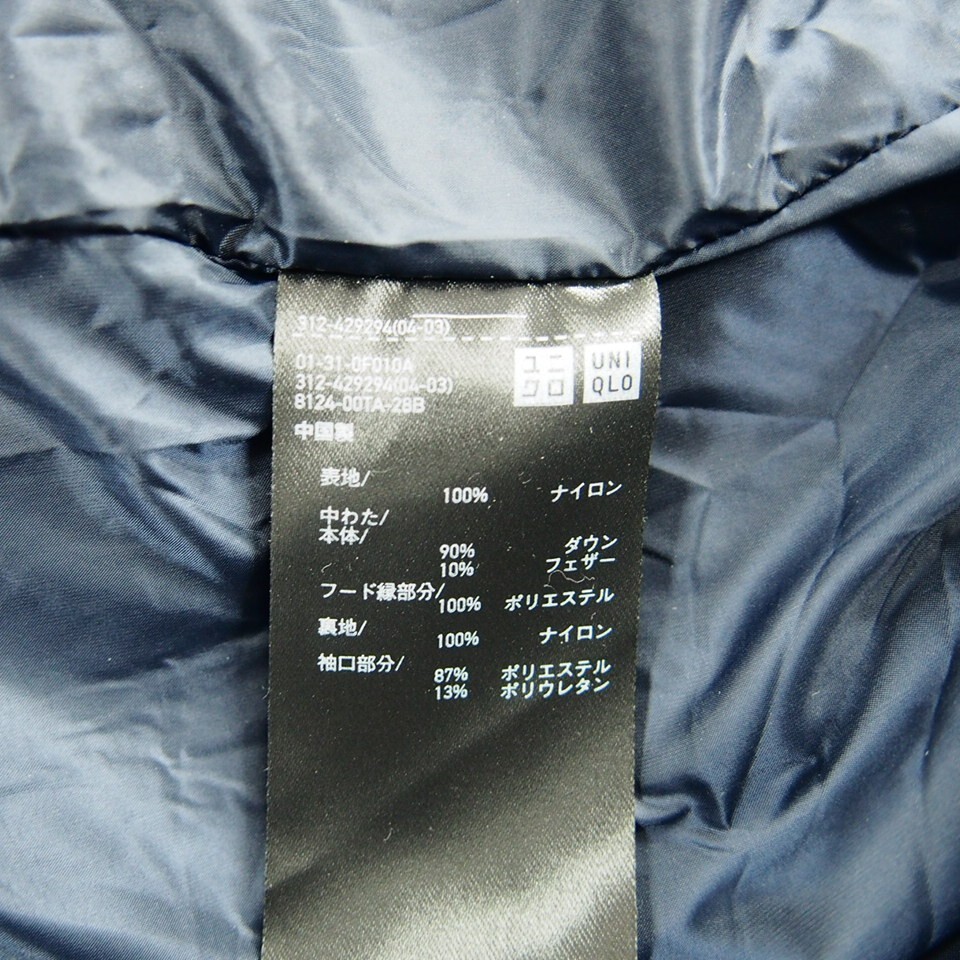 312-429294(04-03)
01-31-0F010A
312-429294(04-03)
8124-00TA-28B
ユニ
クロ
UNI
QLO
中国製
表地/
100% ナイロン
中わた/
本体/
90% ダウン
10% フェザー
フード縁部分/
100% ポリエステル
裏地/
100% ナイロン
袖口部分/
87% ポリエステル
13% ポリウレタン